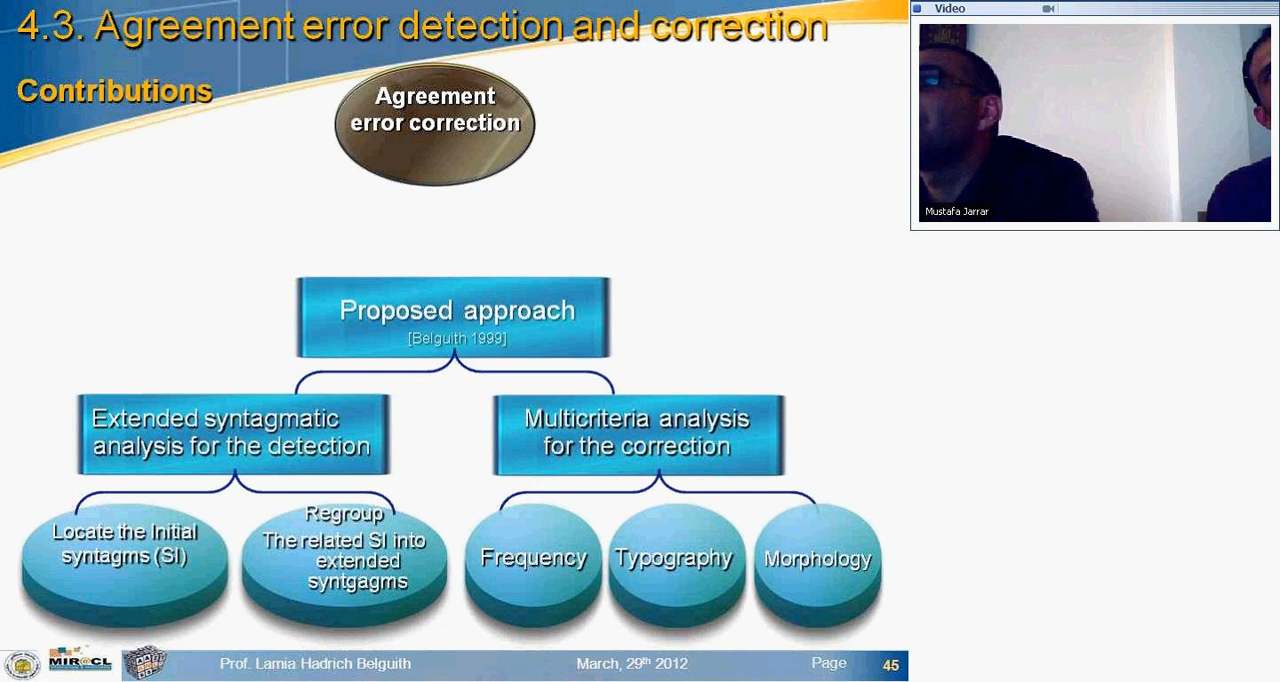 4.3. Agreement error detection and correction
Contributions
Agreement
error correction
Video
Mustafa Jarrar
Proposed approach
[Belguith 1999]
Extended syntagmatic
analysis for the detection
Multicriteria analysis
for the correction
Locate the Initial
syntagms (SI)
Regroup
The related SI into
extended
syntgagms
Frequency
Typography
Morphology
MIR@CL
Prof. Lamia Hadrich Belguith
March, 29th 2012
Page
45